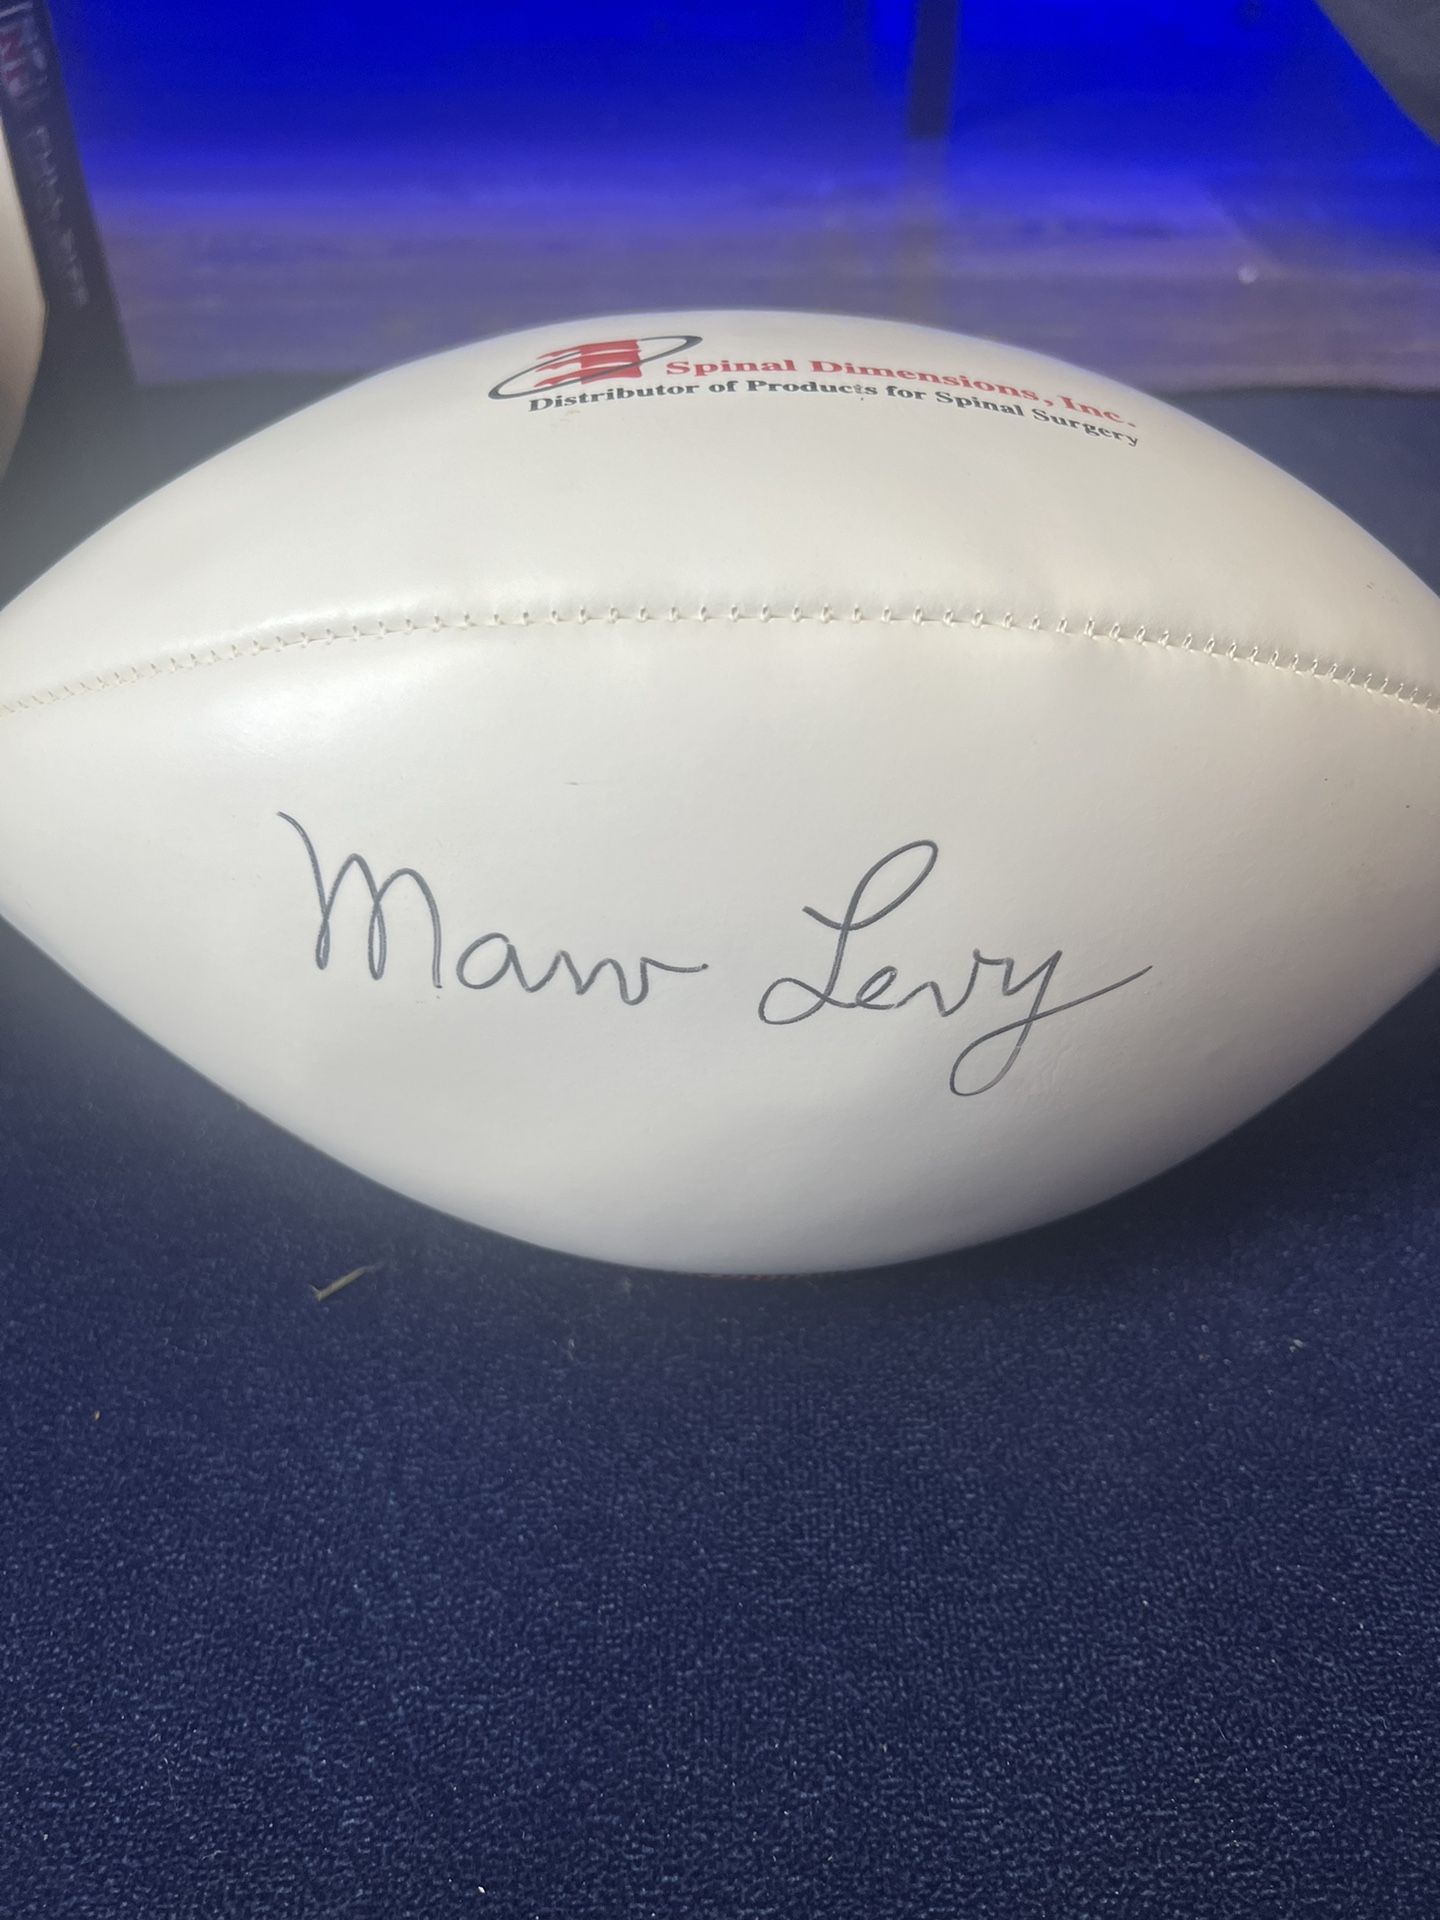 Spinal Dimensions, Inc.
Distributor of Products for Spinal Surgery
Marv Levy